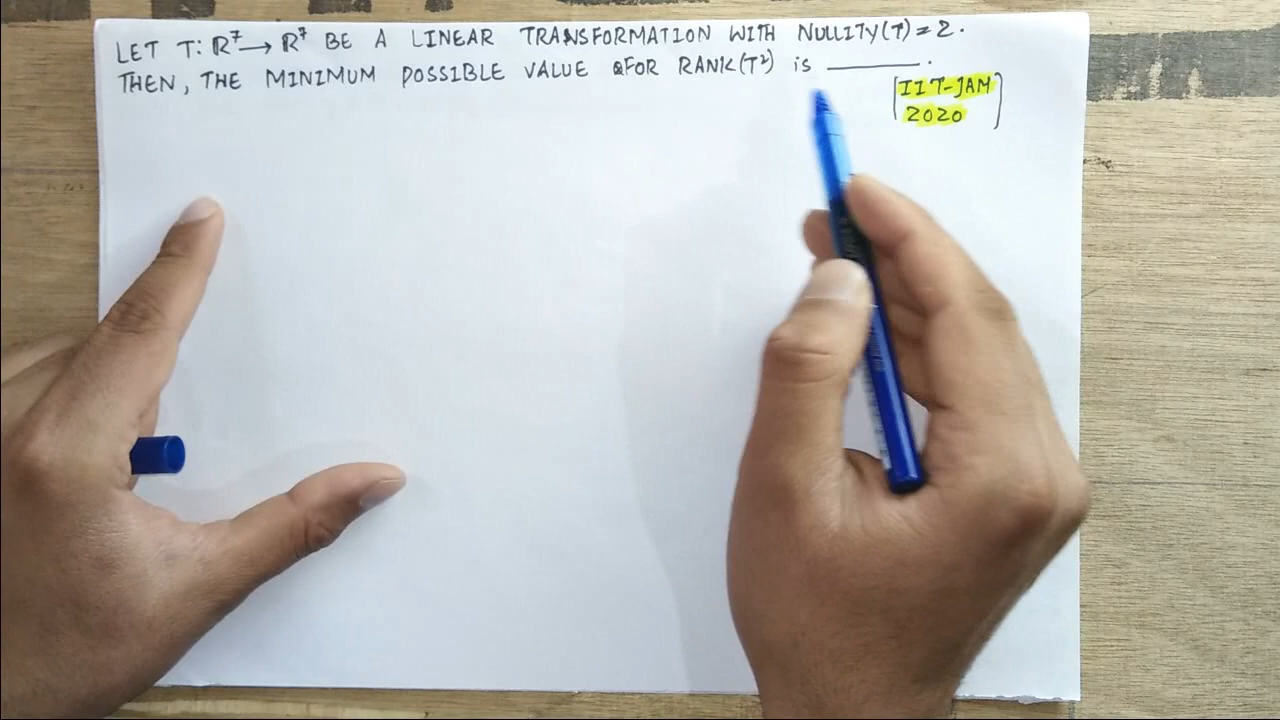 LET T: ℝ⁷ → ℝ⁷ BE A LINEAR TRANSFORMATION WITH NULLITY(T) = 2.
THEN, THE MINIMUM POSSIBLE VALUE FOR RANK(T²) is ______.
[IIT-JAM
2020]